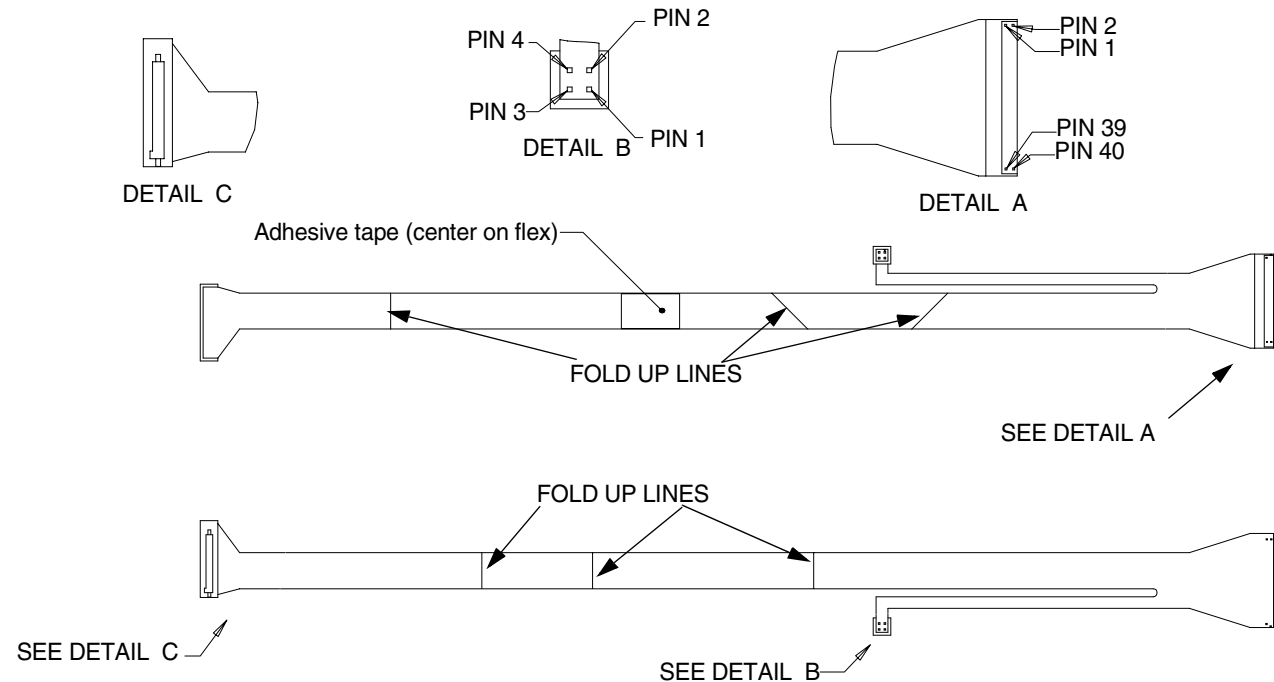 PIN 2
PIN 4
PIN 3
PIN 1
DETAIL B
PIN 2
PIN 1
PIN 39
PIN 40
DETAIL C
DETAIL A
Adhesive tape (center on flex)
FOLD UP LINES
SEE DETAIL A
FOLD UP LINES
SEE DETAIL C
SEE DETAIL B